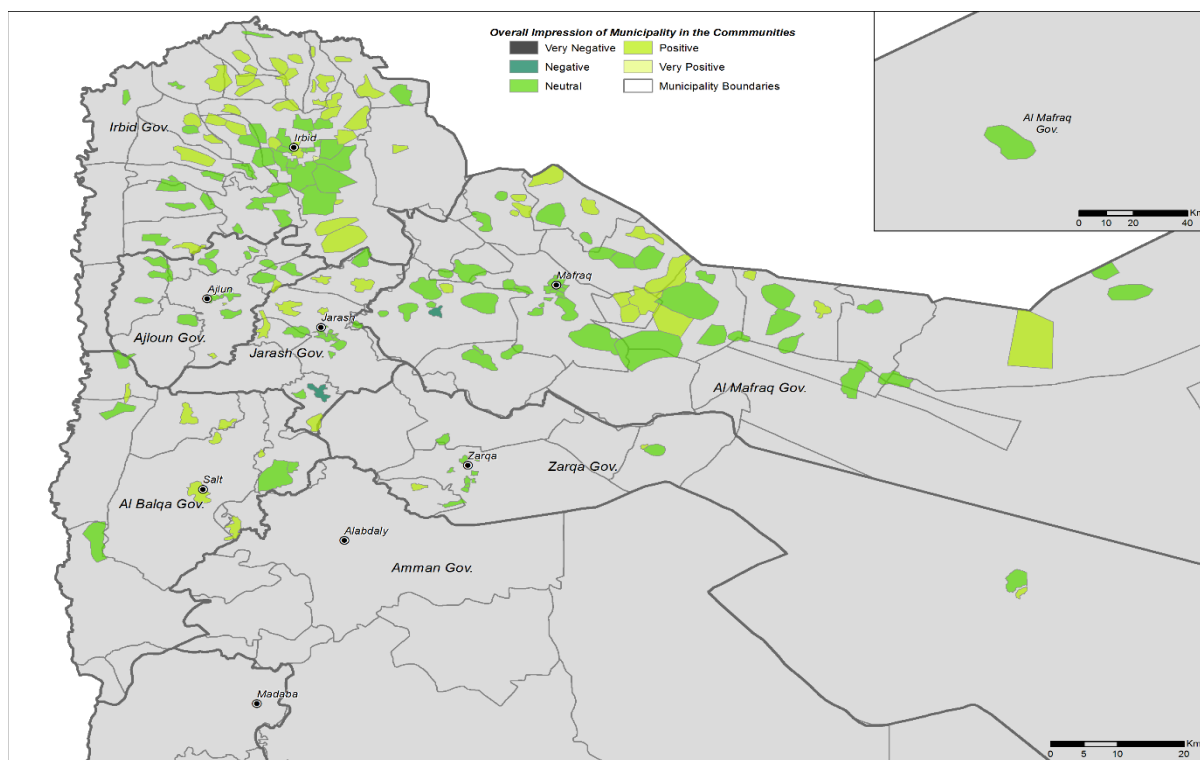 Overall Impression of Municipality in the Commmunities
Very Negative
Positive
Negative
Very Positive
Neutral
Municipality Boundaries
Al Mafraq
Gov.
Km
0 10 20 40
Irbid Gov.
Irbid
Mafraq
Ajlun
Jarash
Ajloun Gov.
Jarash Gov.
Al Mafraq Gov.
Zarqa
Zarqa Gov.
Salt
Al Balqa Gov.
Alabdaly
Amman Gov.
Madaba
Km
0 5 10 20